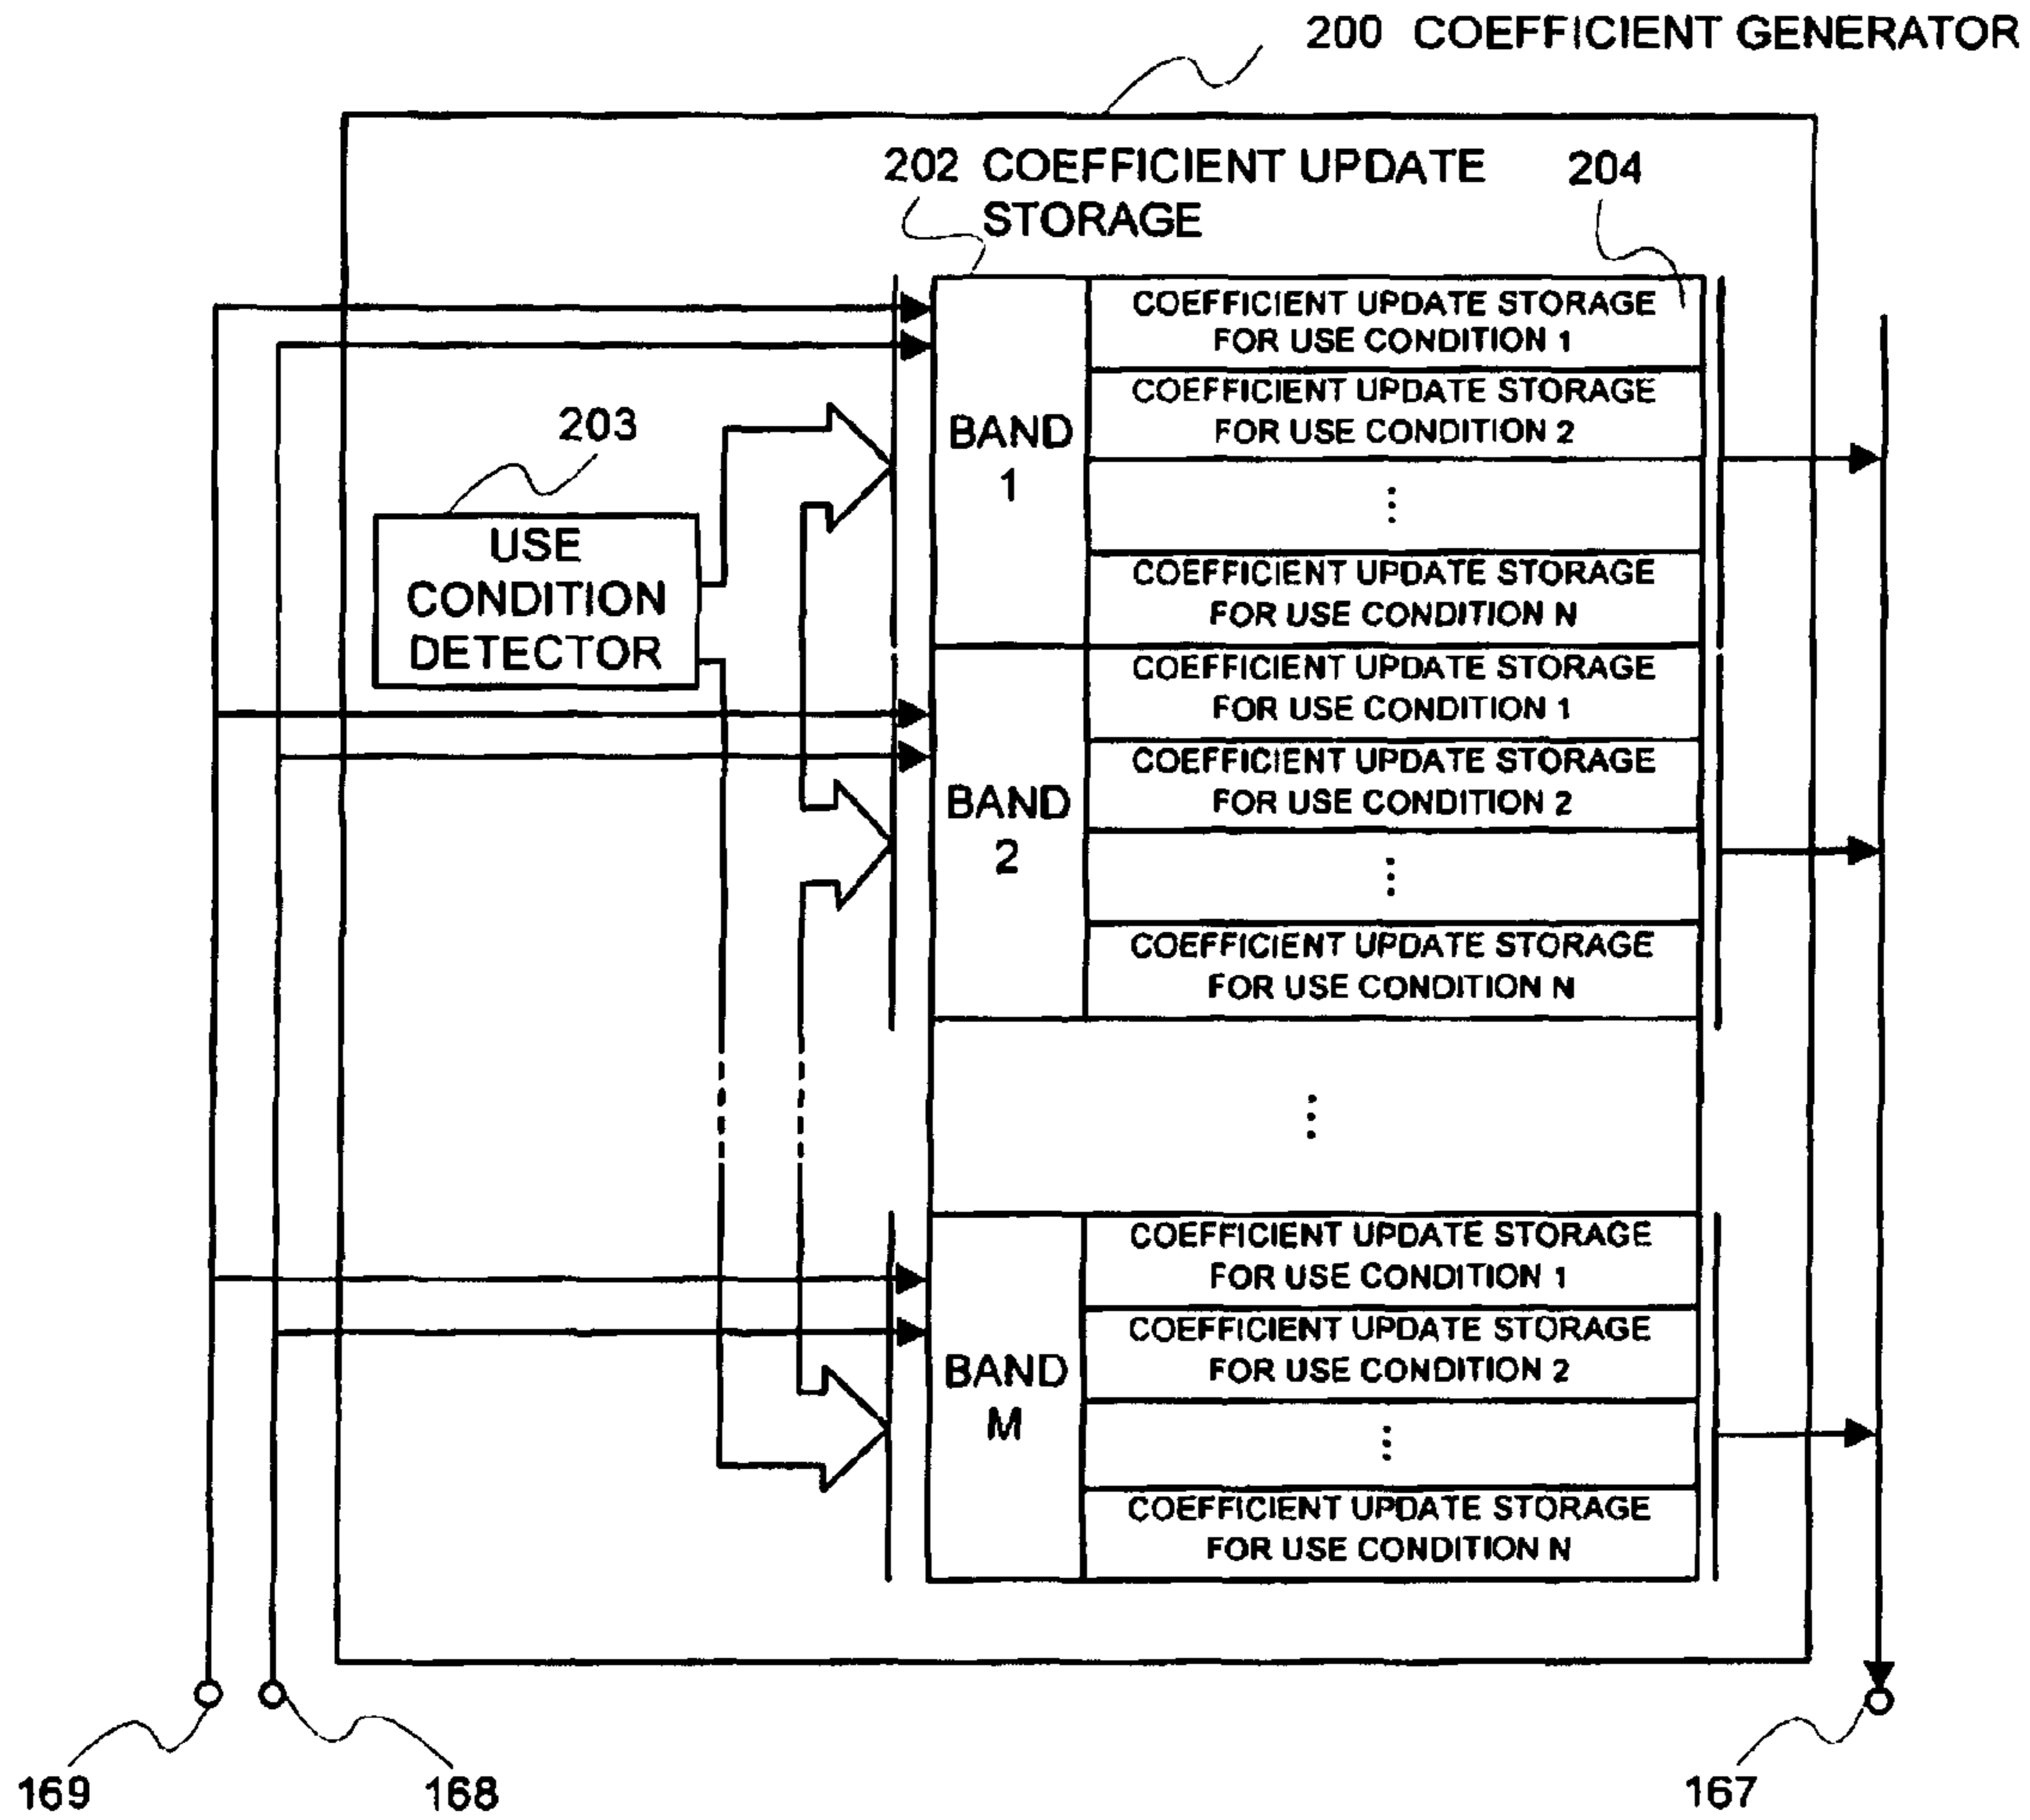 200 COEFFICIENT GENERATOR
202 COEFFICIENT UPDATE
STORAGE
204
203
USE
CONDITION
DETECTOR
BAND
1
COEFFICIENT UPDATE STORAGE
FOR USE CONDITION 1
COEFFICIENT UPDATE STORAGE
FOR USE CONDITION 2
⋮
COEFFICIENT UPDATE STORAGE
FOR USE CONDITION N
BAND
2
COEFFICIENT UPDATE STORAGE
FOR USE CONDITION 1
COEFFICIENT UPDATE STORAGE
FOR USE CONDITION 2
⋮
COEFFICIENT UPDATE STORAGE
FOR USE CONDITION N
⋮
BAND
M
COEFFICIENT UPDATE STORAGE
FOR USE CONDITION 1
COEFFICIENT UPDATE STORAGE
FOR USE CONDITION 2
⋮
COEFFICIENT UPDATE STORAGE
FOR USE CONDITION N
169
168
167